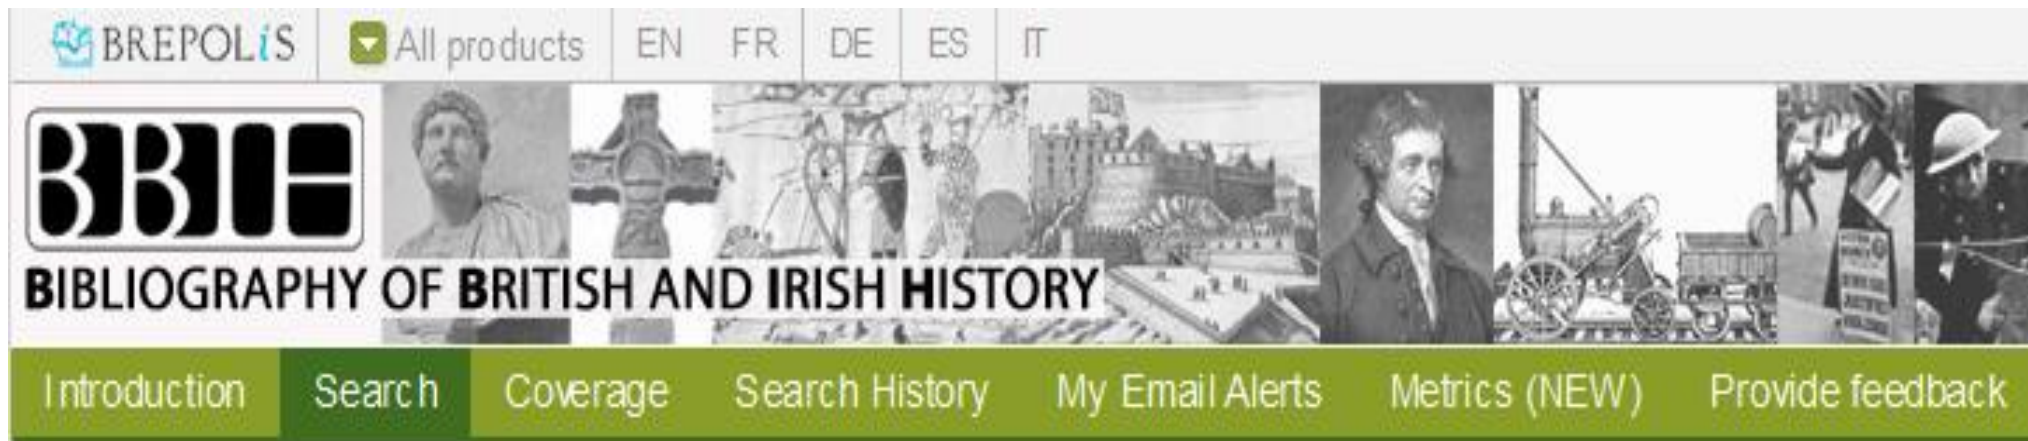 BREPOLiS All products EN FR DE ES IT
BBIH
BIBLIOGRAPHY OF BRITISH AND IRISH HISTORY
Introduction Search Coverage Search History My Email Alerts Metrics (NEW) Provide feedback